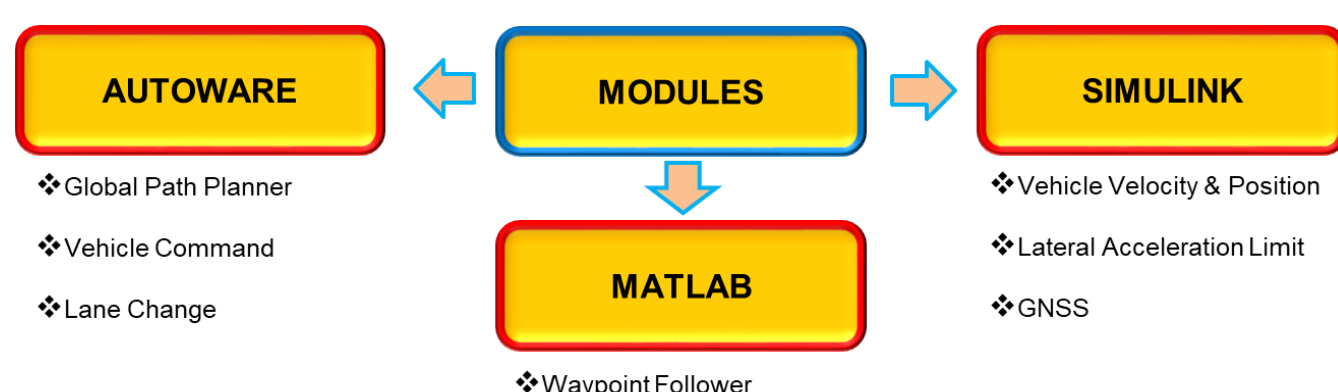 AUTOWARE
MODULES
SIMULINK
❖Global Path Planner
❖Vehicle Command
❖Lane Change
MATLAB
❖Waypoint Follower
❖Vehicle Velocity & Position
❖Lateral Acceleration Limit
❖GNSS